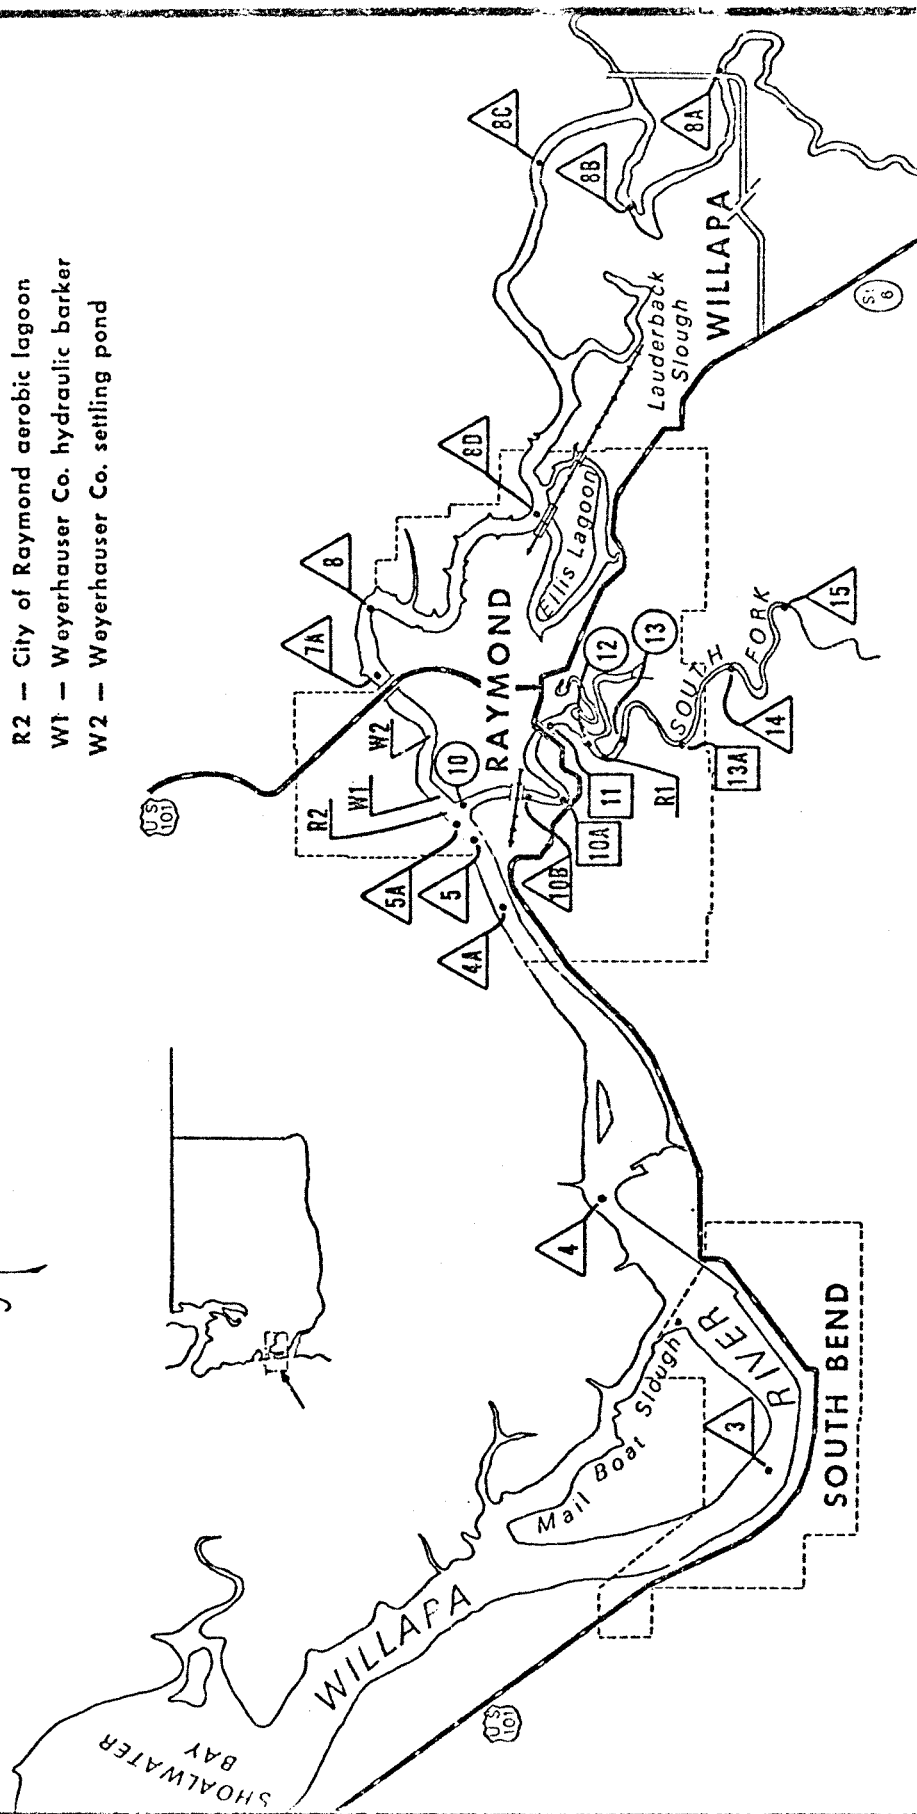 R2 — City of Raymond aerobic lagoon
W1 — Weyerhauser Co. hydraulic barker
W2 — Weyerhauser Co. settling pond
U S
101
SHOALWATER
BAY
WILLAPA
RIVER
Mail Boat Slough
3
SOUTH BEND
U S
101
4
4A
5
5A
R2
W1
10
W2
7A
8
8D
8C
8B
8A
RAYMOND
Ellis Lagoon
Lauderback
Slough
WILLAPA
6
10B
10A
11
R1
12
13
13A
14
15
SOUTH FORK